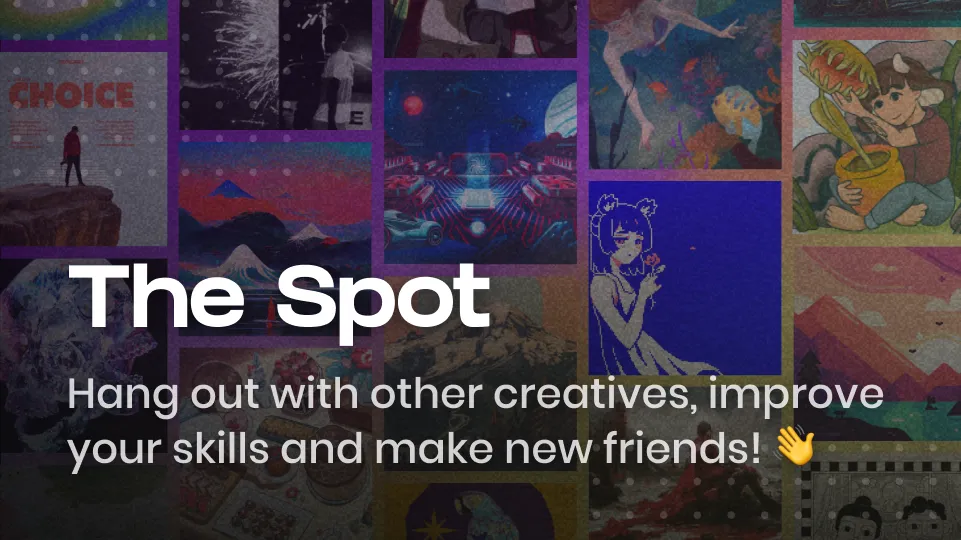 CHOICE
E
The Spot
Hang out with other creatives, improve
your skills and make new friends! 👋